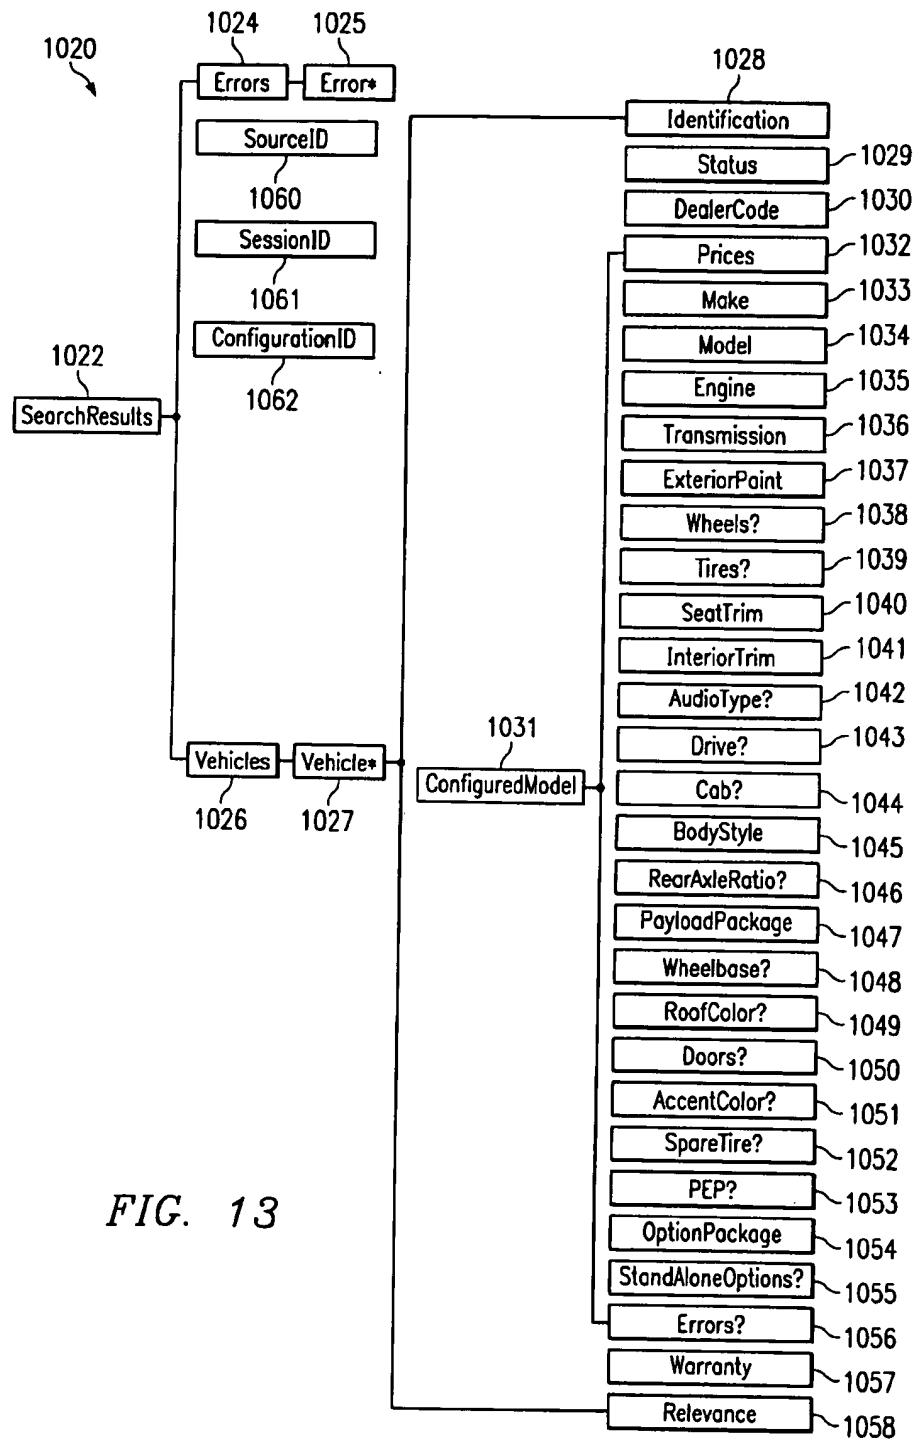 1020
1024
1025
Errors
Error*
SourceID
1060
SessionID
1061
ConfigurationID
1062
1022
SearchResults
Vehicles
Vehicle*
1026
1027
1031
ConfiguredModel
1028
Identification
Status 1029
DealerCode 1030
Prices 1032
Make 1033
Model 1034
Engine 1035
Transmission 1036
ExteriorPaint 1037
Wheels? 1038
Tires? 1039
SeatTrim 1040
InteriorTrim 1041
AudioType? 1042
Drive? 1043
Cab? 1044
BodyStyle 1045
RearAxleRatio? 1046
PayloadPackage 1047
Wheelbase? 1048
RoofColor? 1049
Doors? 1050
AccentColor? 1051
SpareTire? 1052
PEP? 1053
OptionPackage 1054
StandAloneOptions? 1055
Errors? 1056
Warranty 1057
Relevance 1058
FIG. 13